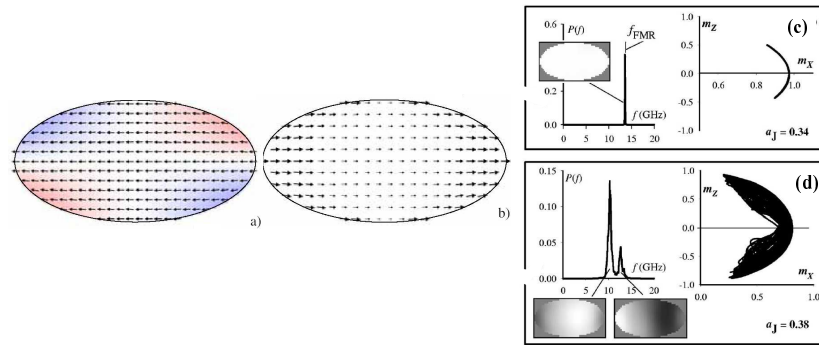 a)
b)
0.6
P(f)
f_FMR
0.2
0.0
f (GHz)
0 5 10 15 20
m_Z
1.0
(c)
0.5
m_X
0.0
0.6 0.8 1.0
-0.5
-1.0
a_J = 0.34
0.15
P(f)
0.10
0.05
f (GHz)
0.00
0 5 10 15 20
1.0
m_Z
(d)
0.5
0.0
-0.5
m_X
-1.0
0.0 0.5 1.0
a_J = 0.38